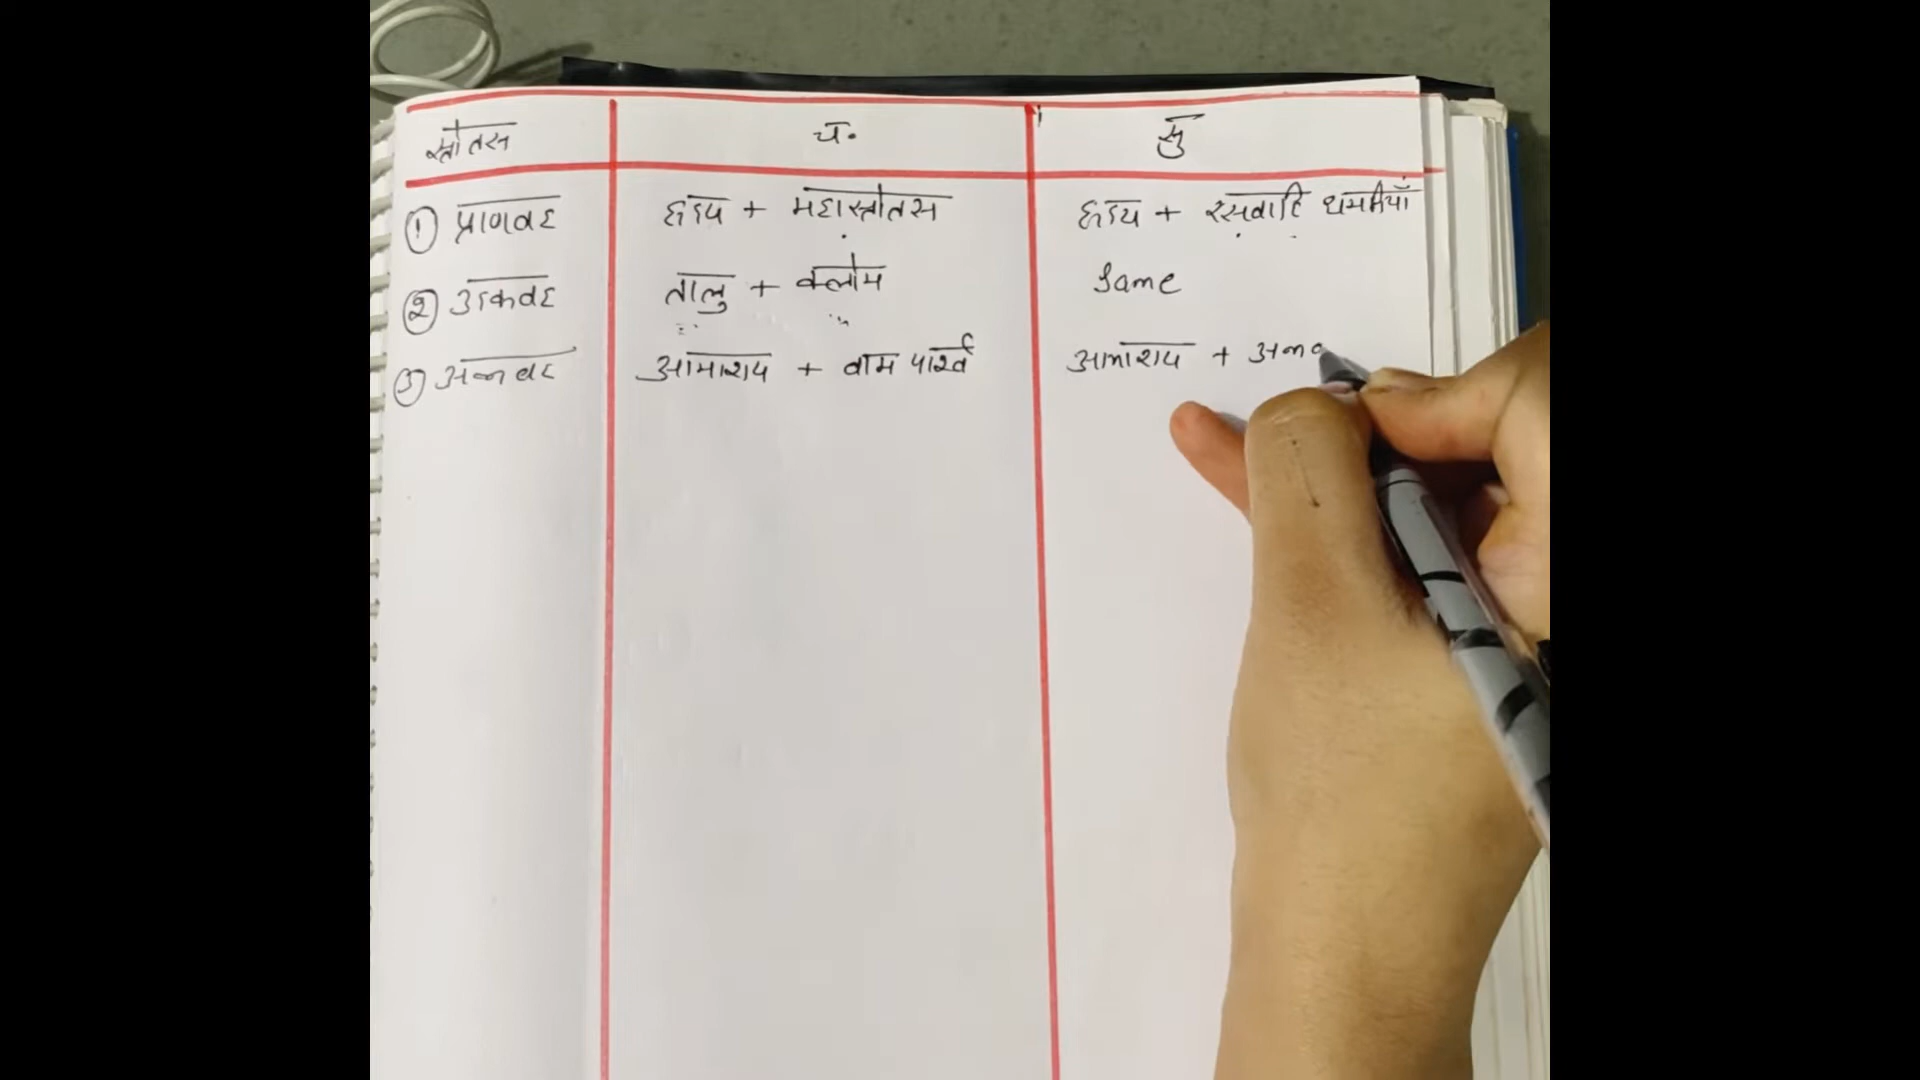 स्त्रोतस च. सु
① प्राणवह हृदय + महास्त्रोतस हृदय + रसवाहि धमनीयाँ
② उदकवह तालु + क्लोम Same
③ अन्नवह आमाशय + वाम पार्श्व आमाशय + अन्नव